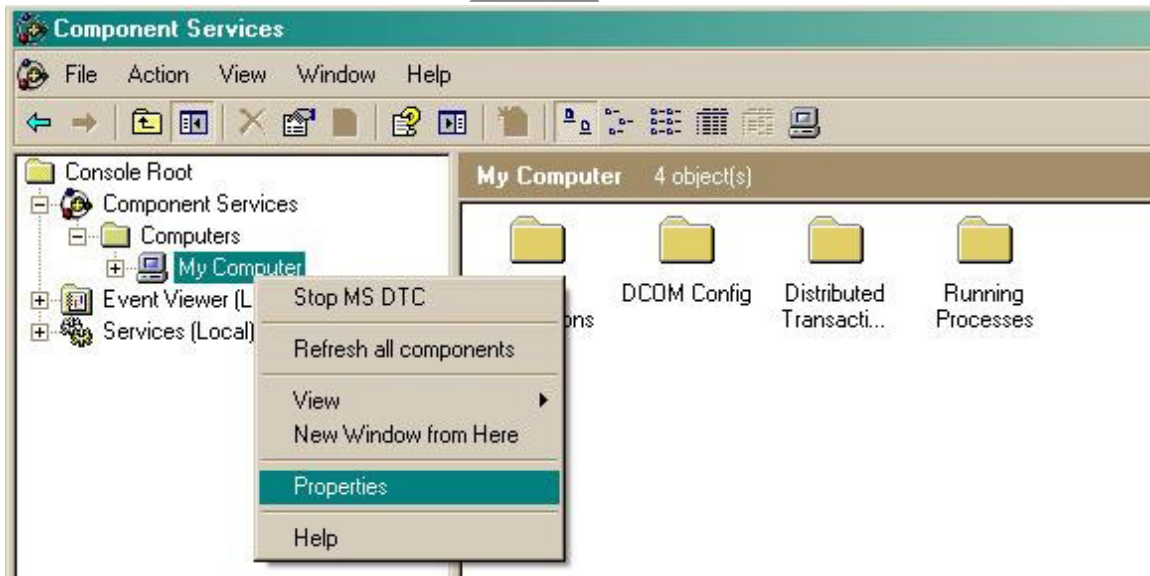 Component Services
File Action View Window Help
Console Root
Component Services
Computers
My Computer
Event Viewer (L
Services (Local)
My Computer 4 object(s)
ons
DCOM Config
Distributed
Transacti...
Running
Processes
Stop MS DTC
Refresh all components
View
New Window from Here
Properties
Help